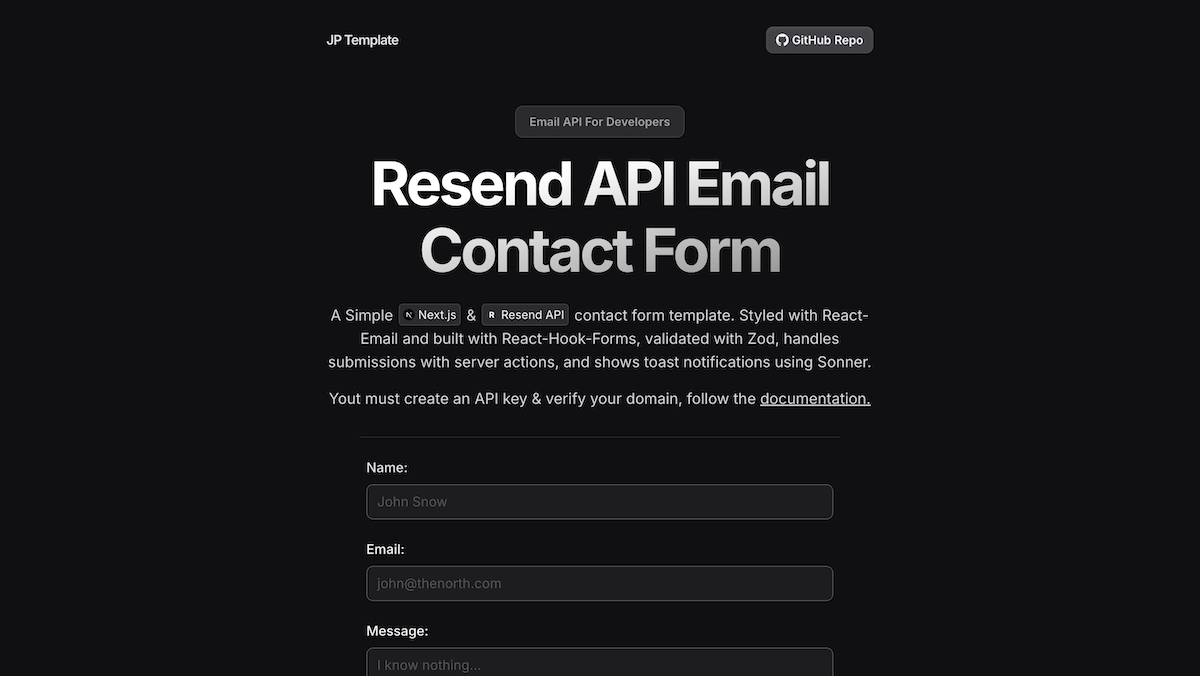 JP Template
GitHub Repo
Email API For Developers
Resend API Email
Contact Form
A Simple Next.js & Resend API contact form template. Styled with React-
Email and built with React-Hook-Forms, validated with Zod, handles
submissions with server actions, and shows toast notifications using Sonner.
Yout must create an API key & verify your domain, follow the documentation.
Name:
John Snow
Email:
john@thenorth.com
Message:
I know nothing...